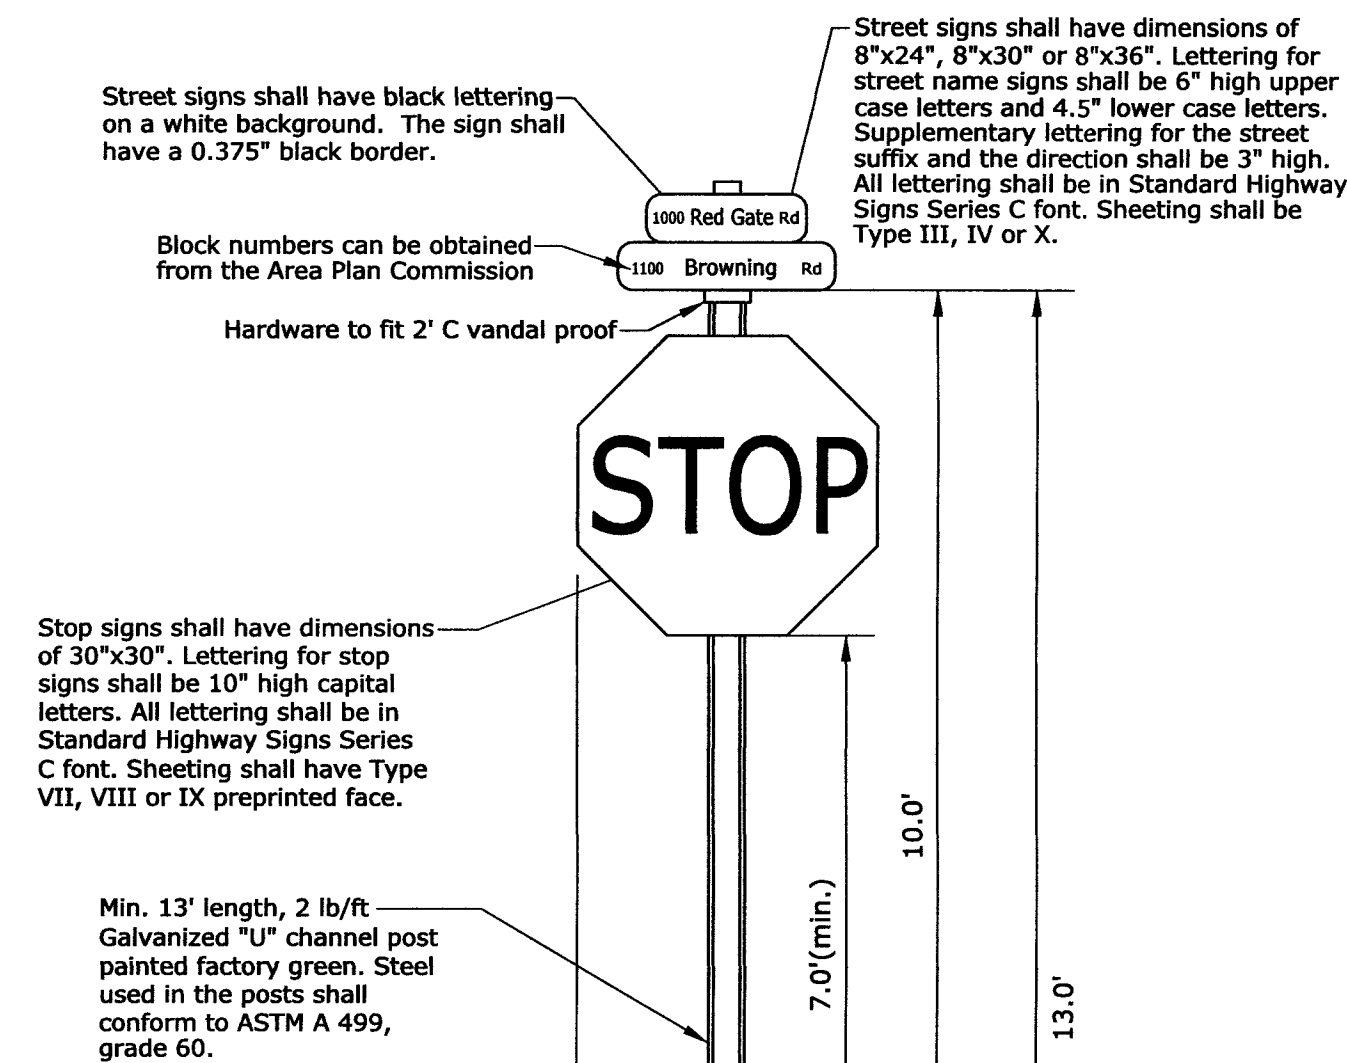 Street signs shall have dimensions of
8"x24", 8"x30" or 8"x36". Lettering for
street name signs shall be 6" high upper
case letters and 4.5" lower case letters.
Supplementary lettering for the street
suffix and the direction shall be 3" high.
All lettering shall be in Standard Highway
Signs Series C font. Sheeting shall be
Type III, IV or X.
Street signs shall have black lettering
on a white background. The sign shall
have a 0.375" black border.
1000 Red Gate Rd
Block numbers can be obtained
from the Area Plan Commission
1100 Browning Rd
Hardware to fit 2' C vandal proof
STOP
Stop signs shall have dimensions
of 30"x30". Lettering for stop
signs shall be 10" high capital
letters. All lettering shall be in
Standard Highway Signs Series
C font. Sheeting shall have Type
VII, VIII or IX preprinted face.
10.0'
7.0'(min.)
13.0'
Min. 13' length, 2 lb/ft
Galvanized "U" channel post
painted factory green. Steel
used in the posts shall
conform to ASTM A 499,
grade 60.